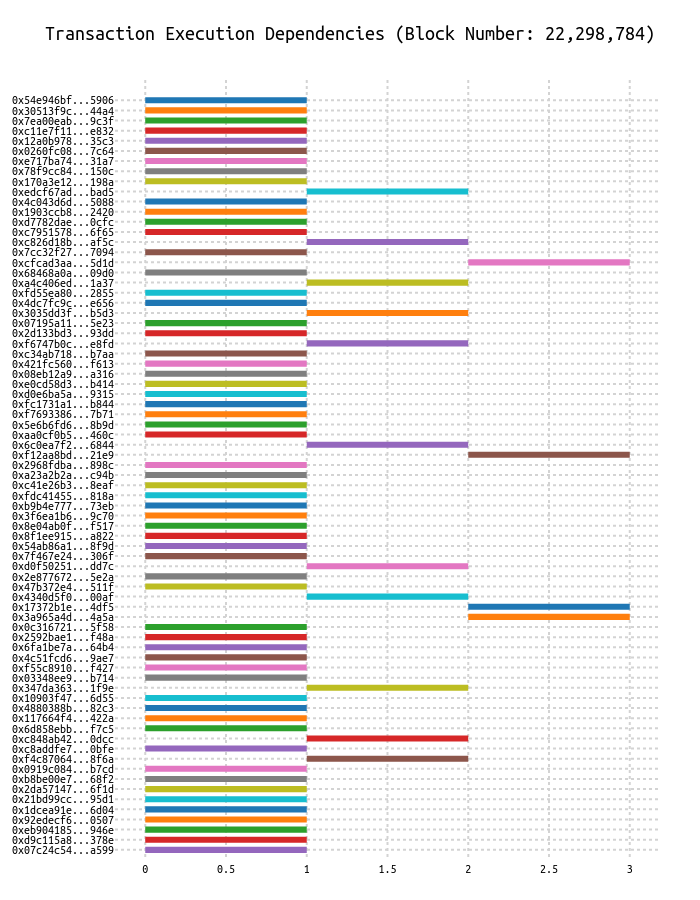 Transaction Execution Dependencies (Block Number: 22,298,784)
0x54e946bf...5906
0x30513f9c...44a4
0x7ea00eab...9c3f
0xc11e7f11...e832
0x12a0b978...35c3
0x0260fc08...7c64
0xe717ba74...31a7
0x78f9cc84...150c
0x170a3e12...198a
0xedcf67ad...bad5
0x4c043d6d...5088
0x1903ccb8...2420
0xd7782dae...0cfc
0xc7951578...6f65
0xc826d18b...af5c
0x7cc32f27...7094
0xcfcad3aa...5d1d
0x68468a0a...09d0
0xa4c406ed...1a37
0xfd55ea80...2855
0x4dc7fc9c...e656
0x3035dd3f...b5d3
0x07195a11...5e23
0x2d133bd3...93dd
0xf6747b0c...e8fd
0xc34ab718...b7aa
0x421fc560...f613
0x08eb12a9...a316
0xe0cd58d3...b414
0xd0e6ba5a...9315
0xfc1731a1...b844
0xf7693386...7b71
0x5e6b6fd6...8b9d
0xaa0cf0b5...460c
0x6c0ea7f2...6844
0xf12aa8bd...21e9
0x2968fdba...898c
0xa23a2b2a...c94b
0xc41e26b3...8eaf
0xfdc41455...818a
0xb9b4e777...73eb
0x3f6ea1b6...9c70
0x8e04ab0f...f517
0x8f1ee915...a822
0x54ab86a1...8f9d
0x7f467e24...306f
0xd0f50251...dd7c
0x2e877672...5e2a
0x47b372e4...511f
0x4340d5f0...00af
0x17372b1e...4df5
0x3a965a4d...4a5a
0x0c316721...5f58
0x2592bae1...f48a
0x6fa1be7a...64b4
0x4c51fcd6...9ae7
0xf55c8910...f427
0x03348ee9...b714
0x347da363...1f9e
0x10903f47...6d55
0x4880388b...82c3
0x117664f4...422a
0x6d858ebb...f7c5
0xc848ab42...0dcc
0xc8addfe7...0bfe
0xf4c87064...8f6a
0x0919c084...b7cd
0xb8be00e7...68f2
0x2da57147...6f1d
0x21bd99cc...95d1
0x1dcea91e...6d04
0x92edecf6...0507
0xeb904185...946e
0xd9c115a8...378e
0x07c24c54...a599
0 0.5 1 1.5 2 2.5 3